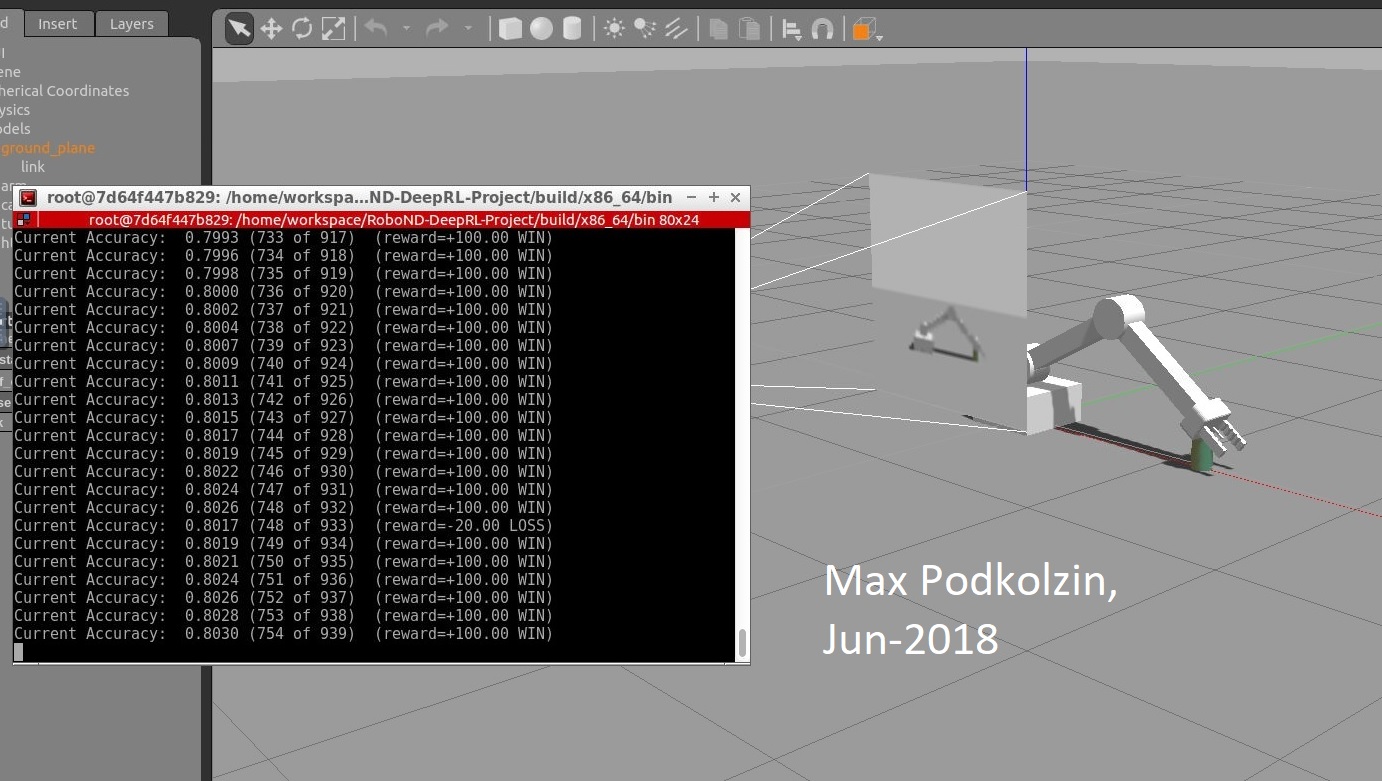 Insert Layers
ene
herical Coordinates
ysics
odels
ground_plane
link
root@7d64f447b829: /home/workspa...ND-DeepRL-Project/build/x86_64/bin
root@7d64f447b829: /home/workspace/RoboND-DeepRL-Project/build/x86_64/bin 80x24
Current Accuracy:  0.7993 (733 of 917)  (reward=+100.00 WIN)
Current Accuracy:  0.7996 (734 of 918)  (reward=+100.00 WIN)
Current Accuracy:  0.7998 (735 of 919)  (reward=+100.00 WIN)
Current Accuracy:  0.8000 (736 of 920)  (reward=+100.00 WIN)
Current Accuracy:  0.8002 (737 of 921)  (reward=+100.00 WIN)
Current Accuracy:  0.8004 (738 of 922)  (reward=+100.00 WIN)
Current Accuracy:  0.8007 (739 of 923)  (reward=+100.00 WIN)
Current Accuracy:  0.8009 (740 of 924)  (reward=+100.00 WIN)
Current Accuracy:  0.8011 (741 of 925)  (reward=+100.00 WIN)
Current Accuracy:  0.8013 (742 of 926)  (reward=+100.00 WIN)
Current Accuracy:  0.8015 (743 of 927)  (reward=+100.00 WIN)
Current Accuracy:  0.8017 (744 of 928)  (reward=+100.00 WIN)
Current Accuracy:  0.8019 (745 of 929)  (reward=+100.00 WIN)
Current Accuracy:  0.8022 (746 of 930)  (reward=+100.00 WIN)
Current Accuracy:  0.8024 (747 of 931)  (reward=+100.00 WIN)
Current Accuracy:  0.8026 (748 of 932)  (reward=+100.00 WIN)
Current Accuracy:  0.8017 (748 of 933)  (reward=-20.00 LOSS)
Current Accuracy:  0.8019 (749 of 934)  (reward=+100.00 WIN)
Current Accuracy:  0.8021 (750 of 935)  (reward=+100.00 WIN)
Current Accuracy:  0.8024 (751 of 936)  (reward=+100.00 WIN)
Current Accuracy:  0.8026 (752 of 937)  (reward=+100.00 WIN)
Current Accuracy:  0.8028 (753 of 938)  (reward=+100.00 WIN)
Current Accuracy:  0.8030 (754 of 939)  (reward=+100.00 WIN)
Max Podkolzin,
Jun-2018